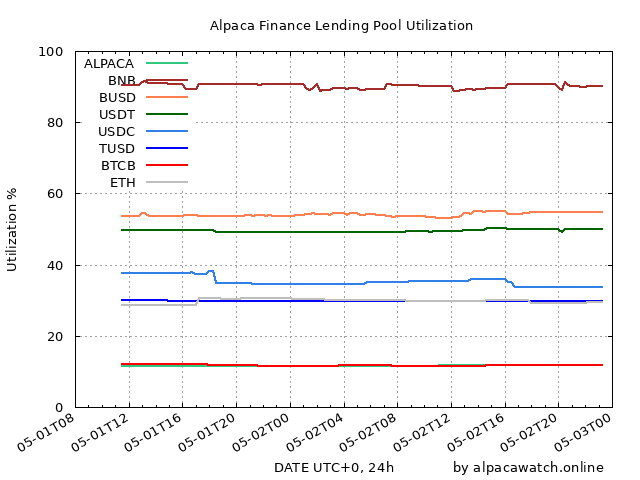 Alpaca Finance Lending Pool Utilization
100
80
60
40
20
0
Utilization %
ALPACA
BNB
BUSD
USDT
USDC
TUSD
BTCB
ETH
05-01T08
05-01T12
05-01T16
05-01T20
05-02T00
05-02T04
05-02T08
05-02T12
05-02T16
05-02T20
05-03T00
DATE UTC+0, 24h
by alpacawatch.online